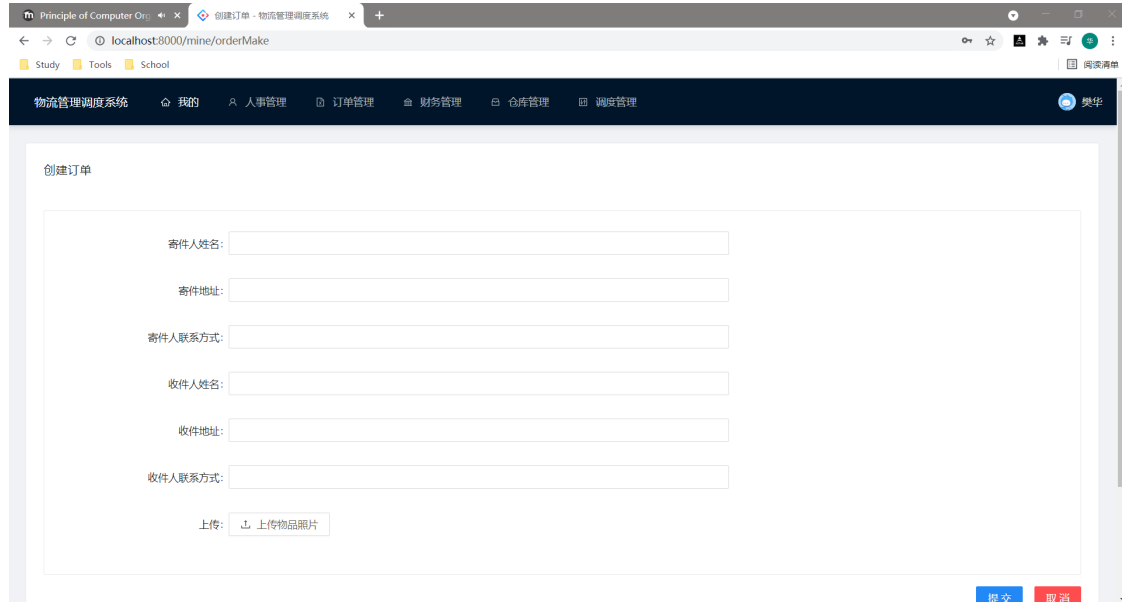 Principle of Computer Org
创建订单 - 物流管理调度系统
localhost:8000/mine/orderMake
Study Tools School 阅读清单
物流管理调度系统 我的 人事管理 订单管理 财务管理 仓库管理 调度管理 樊华
创建订单
寄件人姓名:
寄件地址:
寄件人联系方式:
收件人姓名:
收件地址:
收件人联系方式:
上传: 上传物品照片
提交 取消